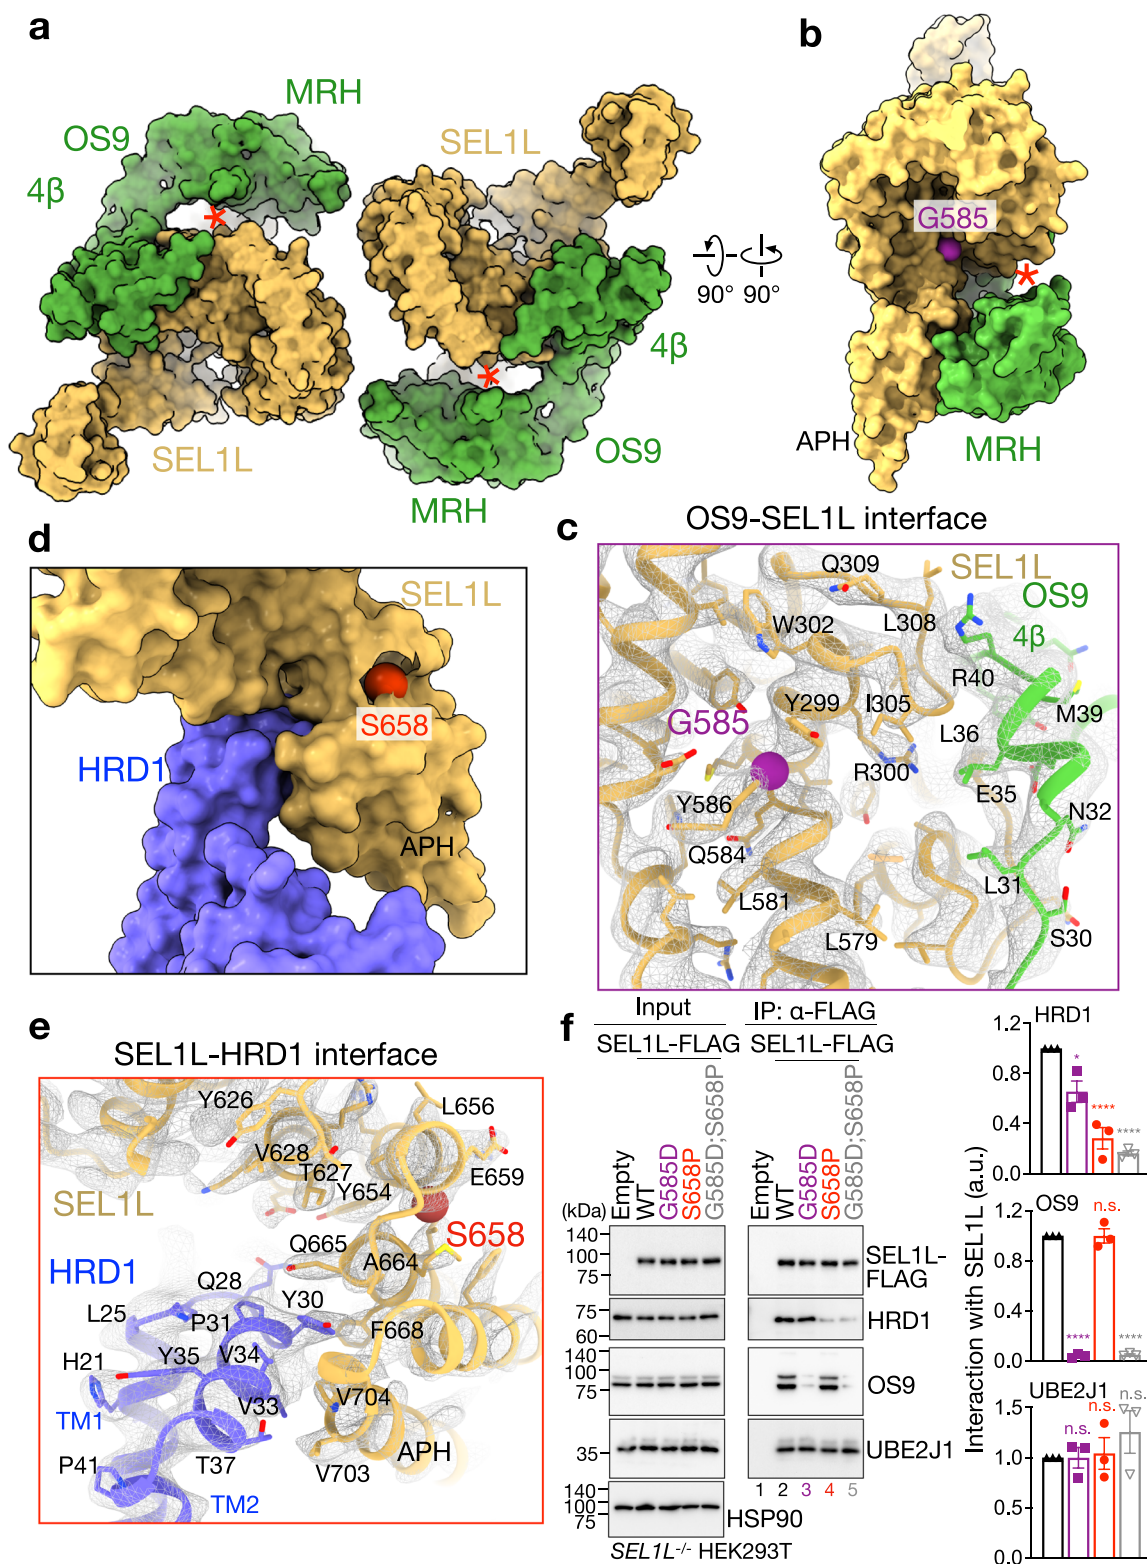 a
MRH
OS9
SEL1L
4β
4β
SEL1L
OS9
MRH
90° 90°
b
G585
APH
MRH
d
SEL1L
S658
HRD1
APH
OS9-SEL1L interface
c
Q309
SEL1L
OS9
W302
L308
4β
R40
Y299
I305
M39
G585
L36
R300
Y586
E35
N32
Q584
L31
L581
S30
L579
e
SEL1L-HRD1 interface
Y626
L656
V628
T627
E659
Y654
SEL1L
S658
Q665
A664
HRD1
Q28
Y30
L25
P31
F668
Y35
V34
H21
V704
V33
TM1
APH
P41
T37
V703
TM2
f
Input
IP: α-FLAG
SEL1L-FLAG
SEL1L-FLAG
Empty
WT
G585D
S658P
G585D;S658P
Empty
WT
G585D
S658P
G585D;S658P
(kDa)
140
100
75
SEL1L-
FLAG
75
60
HRD1
140
100
75
OS9
35
UBE2J1
1 2 3 4 5
140
100
75
HSP90
SEL1L-/- HEK293T
Interaction with SEL1L (a.u.)
HRD1
1.2
0.8
0.4
0.0
*
****
****
OS9
1.2
0.8
0.4
0.0
****
n.s.
****
UBE2J1
1.5
1.0
0.5
0.0
n.s.
n.s.
n.s.